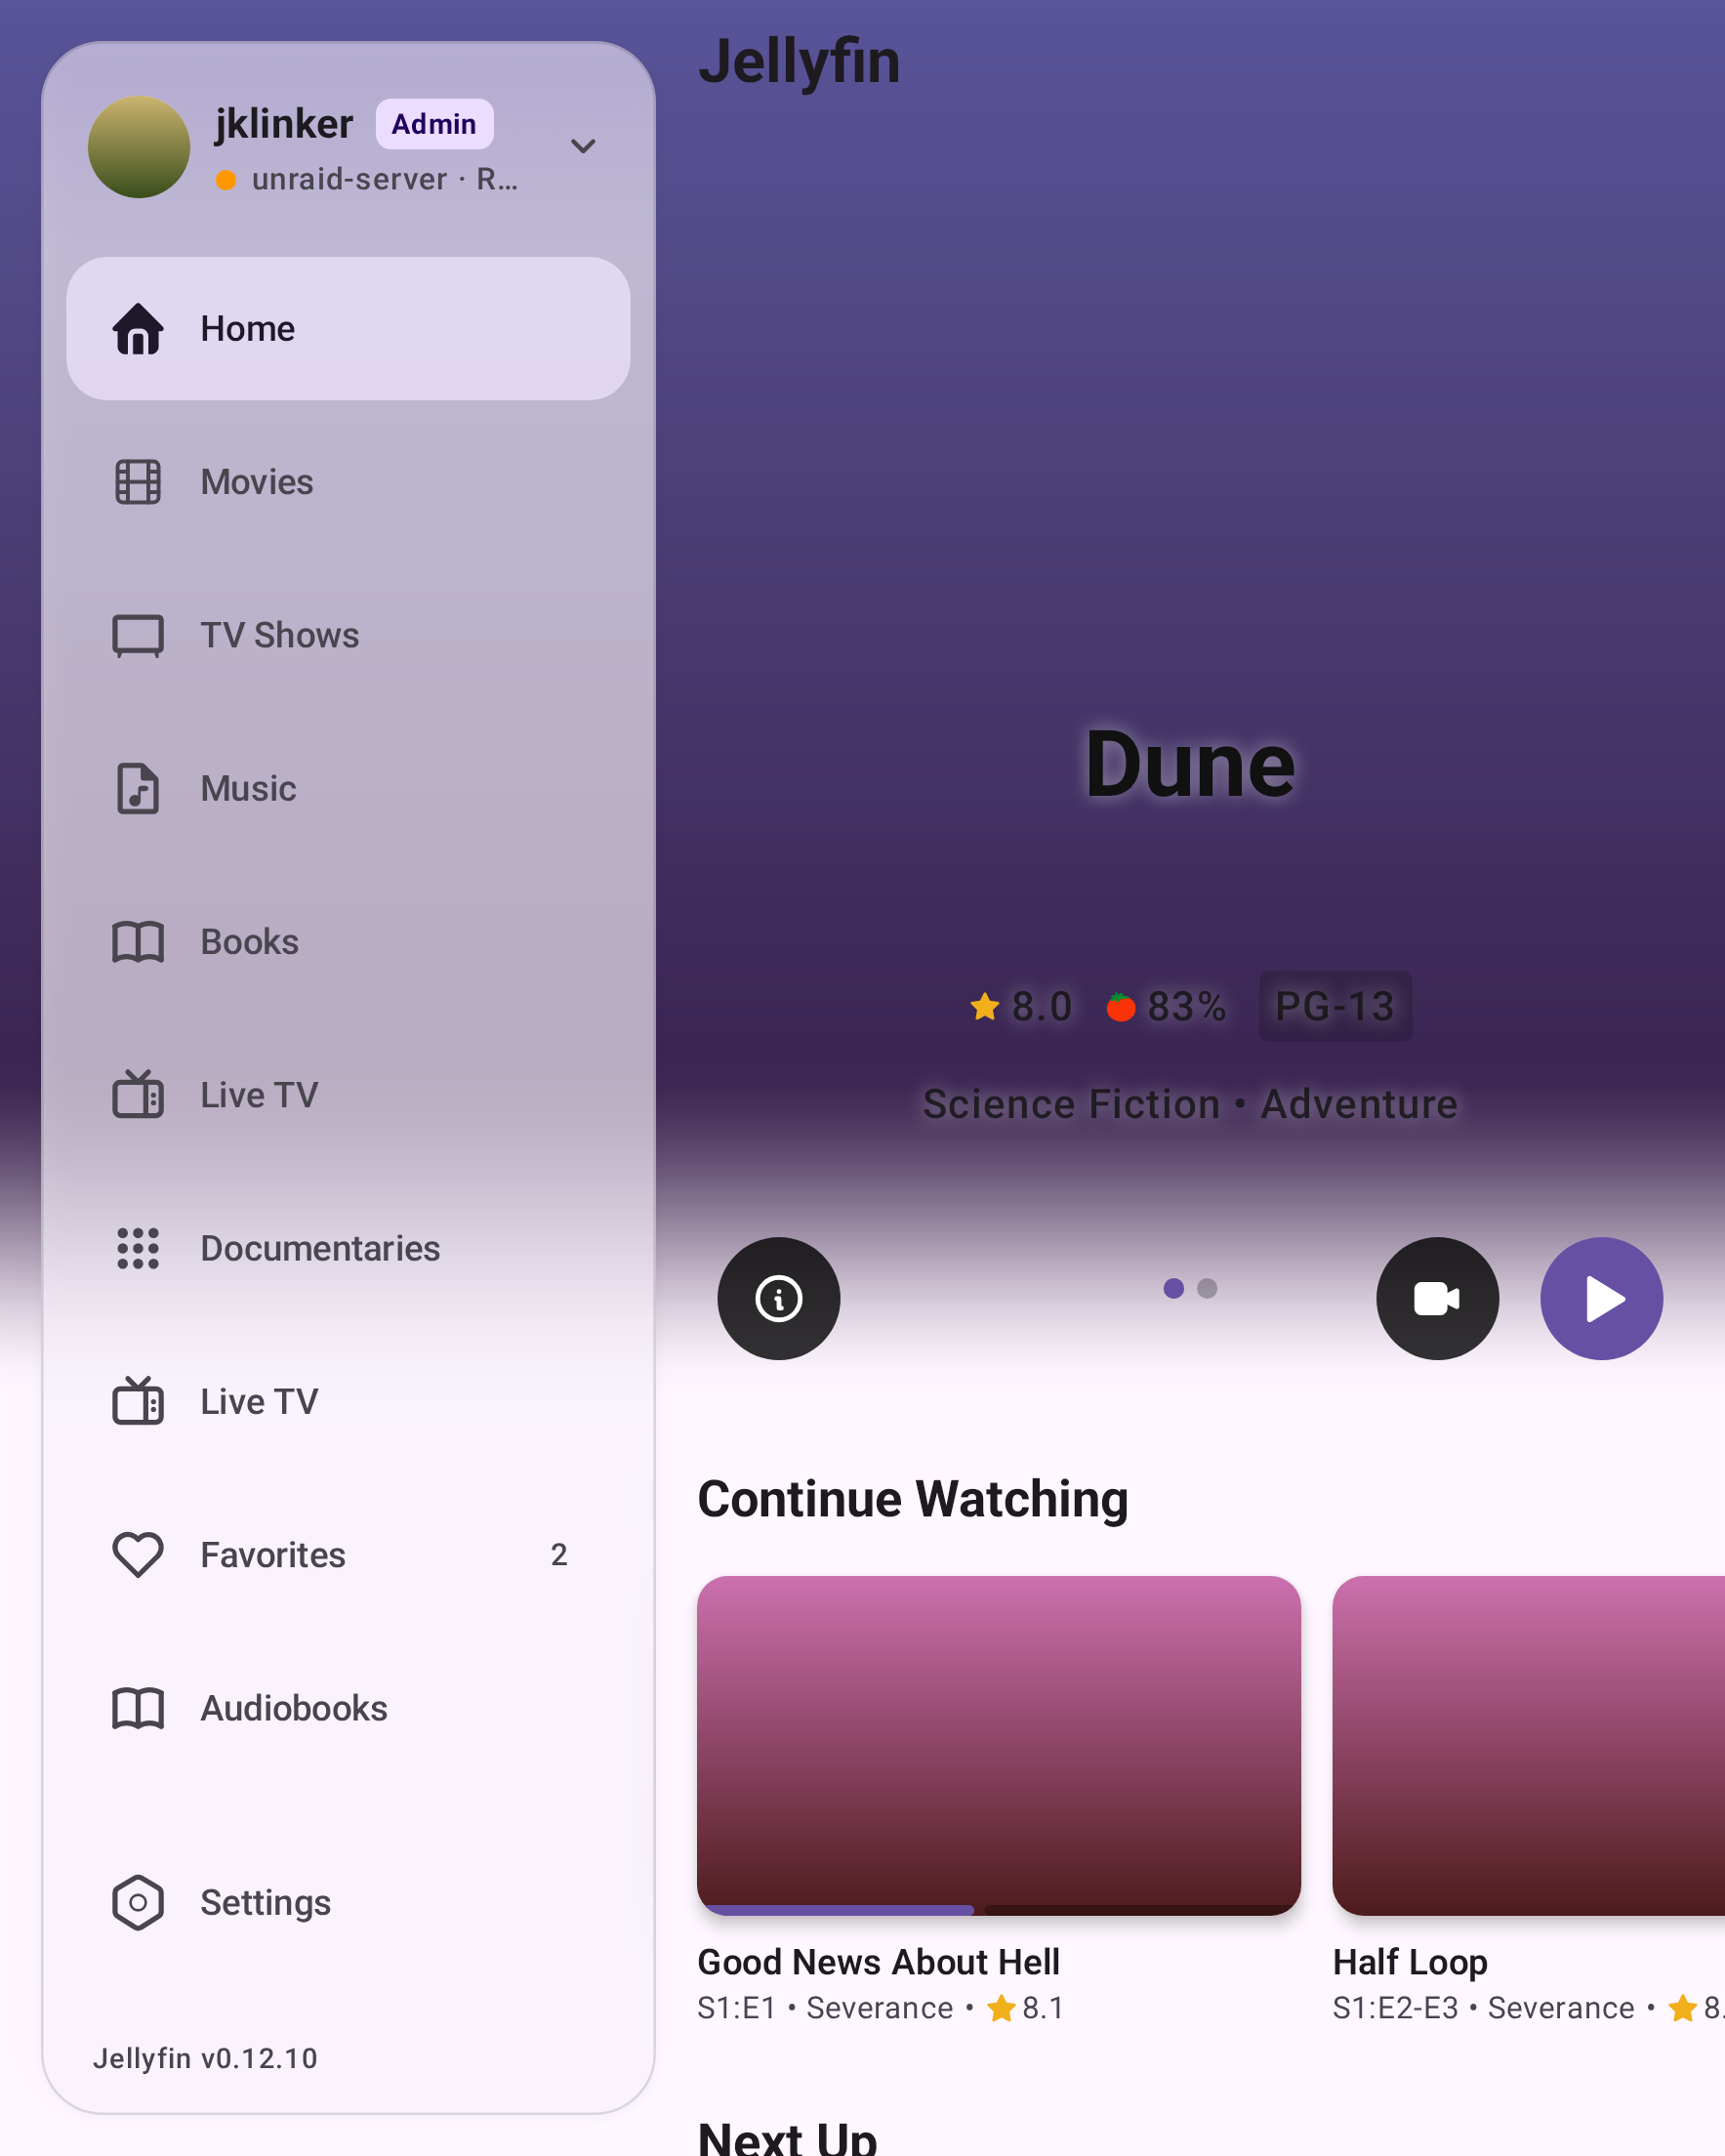 jklinker Admin
unraid-server · R...
Home
Movies
TV Shows
Music
Books
Live TV
Documentaries
Live TV
Favorites 2
Audiobooks
Settings
Jellyfin v0.12.10
Jellyfin
Dune
8.0 83% PG-13
Science Fiction • Adventure
Continue Watching
Good News About Hell
S1:E1 • Severance • 8.1
Half Loop
S1:E2-E3 • Severance • 8.
Next Up